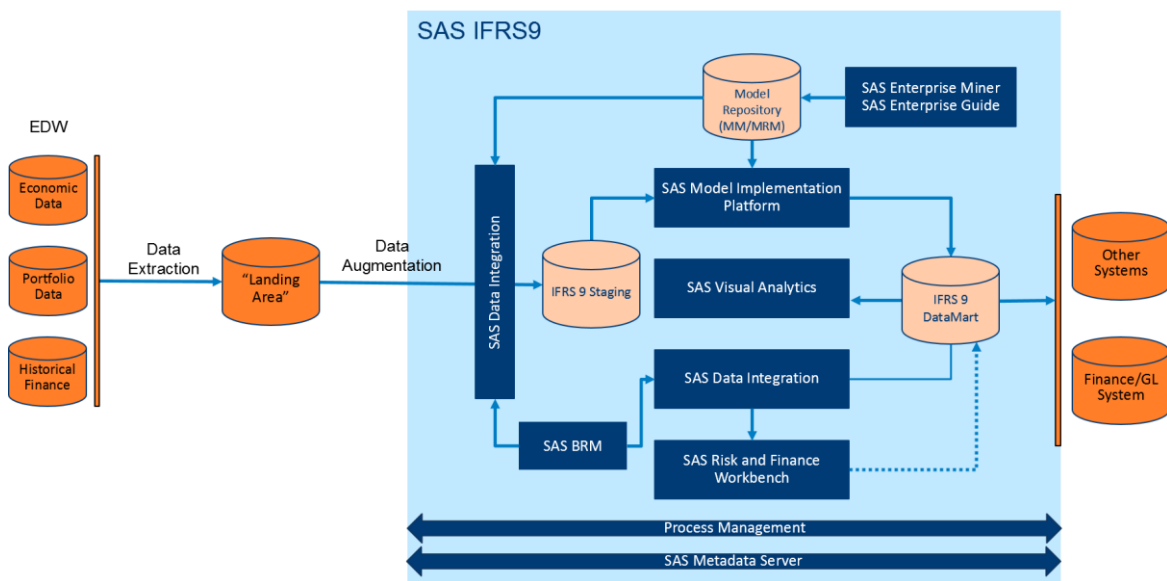 SAS IFRS9
EDW
Economic
Data
Portfolio
Data
Historical
Finance
Data
Extraction
“Landing
Area”
Data
Augmentation
SAS Data Integration
IFRS 9 Staging
Model
Repository
(MM/MRM)
SAS Enterprise Miner
SAS Enterprise Guide
SAS Model Implementation
Platform
SAS Visual Analytics
IFRS 9
DataMart
SAS Data Integration
SAS BRM
SAS Risk and Finance
Workbench
Other
Systems
Finance/GL
System
Process Management
SAS Metadata Server